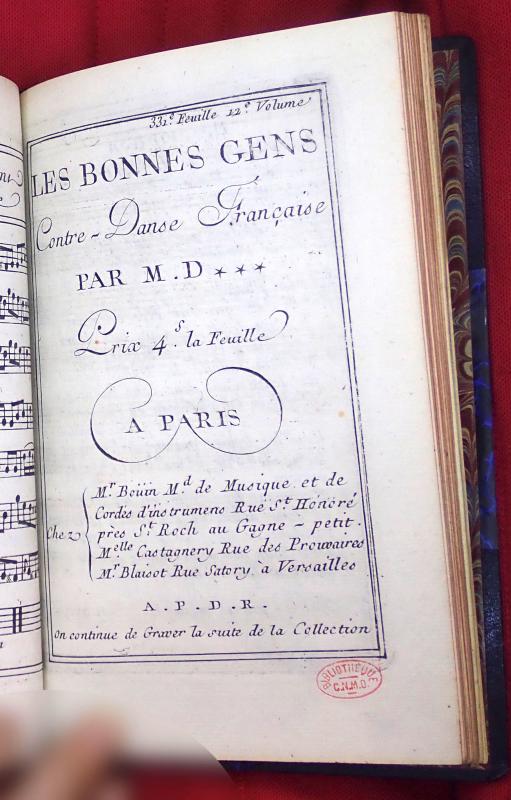 331.e Feuille 12.e Volume
LES BONNES GENS
Contre-Danse Française
PAR M. D ***
Prix 4.s la Feuille
A PARIS
Chez
Mr Boüin M.d de Musique et de
Cordes d'instrumens Rue S.t Honoré
près S.t Roch au Gagne-petit.
M.elle Castagnery Rue des Prouvaires
Mr Blaisot Rue Satory à Versailles
A. P. D. R.
On continue de Graver la suite de la Collection
BIBLIOTHEQUE
C.N.M.D.